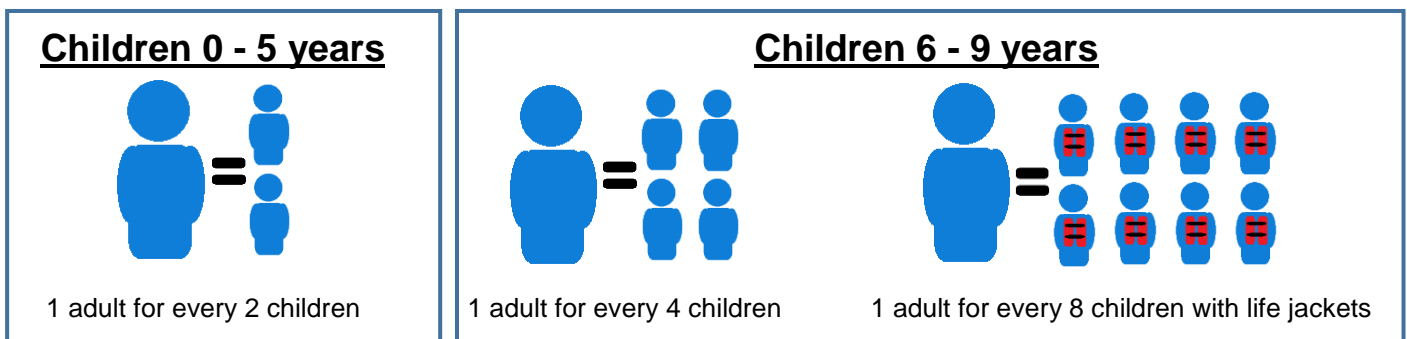 Children 0 - 5 years
1 adult for every 2 children
Children 6 - 9 years
1 adult for every 4 children
1 adult for every 8 children with life jackets